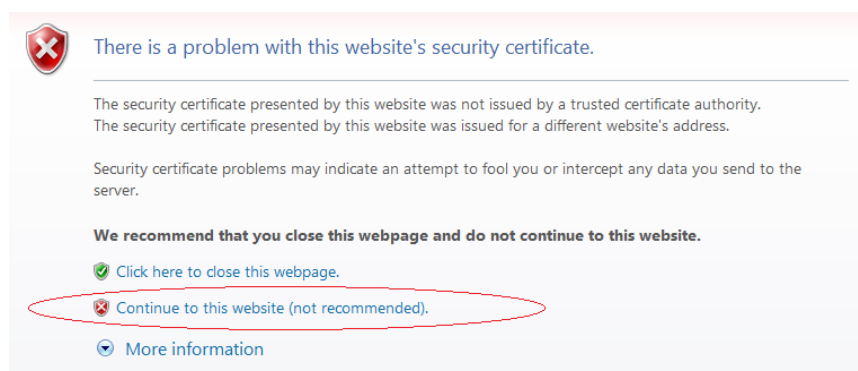 There is a problem with this website's security certificate.
The security certificate presented by this website was not issued by a trusted certificate authority.
The security certificate presented by this website was issued for a different website's address.
Security certificate problems may indicate an attempt to fool you or intercept any data you send to the
server.
We recommend that you close this webpage and do not continue to this website.
Click here to close this webpage.
Continue to this website (not recommended).
More information